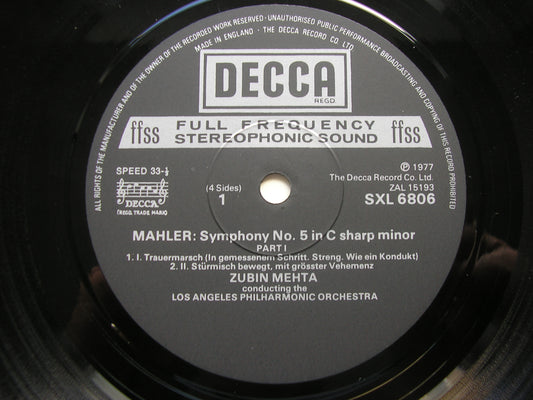 ALL RIGHTS OF THE MANUFACTURER AND OF THE OWNER OF THE RECORDED WORK RESERVED · UNAUTHORISED PUBLIC PERFORMANCE BROADCASTING AND COPYING OF THIS RECORD PROHIBITED
MADE IN ENGLAND · THE DECCA RECORD CO. LTD.
DECCA
REGD.
ffss FULL FREQUENCY ffss
STEREOPHONIC SOUND
SPEED 33-⅓
DECCA
(REGD. TRADE MARK)
(4 Sides)
1
℗ 1977
The Decca Record Co. Ltd.
ZAL 15193
SXL 6806
MAHLER: Symphony No. 5 in C sharp minor
PART I
1. I. Trauermarsch (In gemessenem Schritt. Streng. Wie ein Kondukt)
2. II. Stürmisch bewegt, mit grösster Vehemenz
ZUBIN MEHTA
conducting the
LOS ANGELES PHILHARMONIC ORCHESTRA